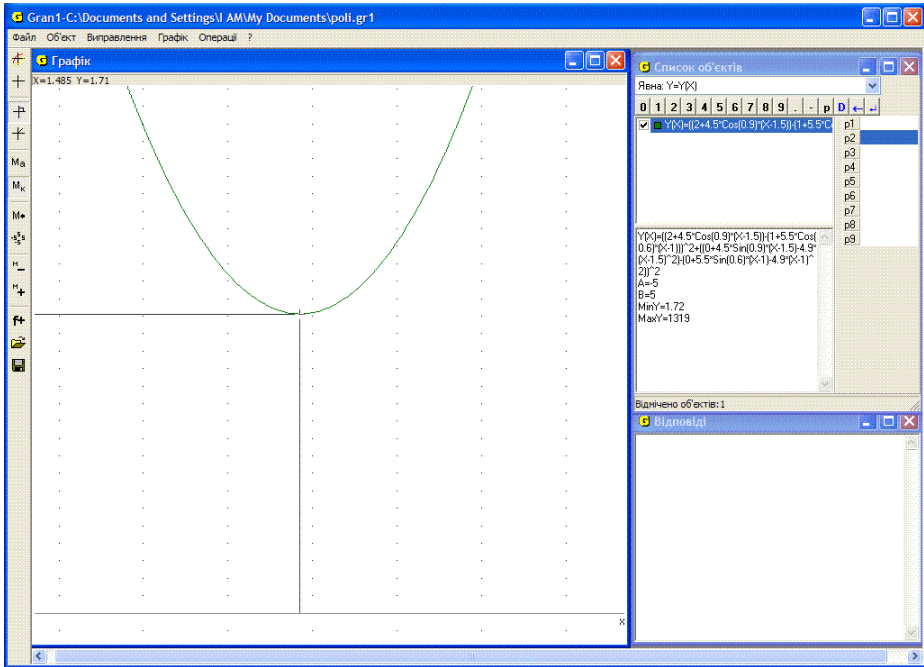 Gran1-C:\Documents and Settings\I AM\My Documents\poli.gr1
Файл Об'єкт Виправлення Графік Операції ?
Графік
X=1.485 Y=1.71
x
Ma
Mк
M
M
M
f+
Список об'єктів
Явна: Y=Y(X)
0 1 2 3 4 5 6 7 8 9 . - p D ← ↵
Y(X)=((2+4.5*Cos(0.9)*(X-1.5))-(1+5.5*C
p1
p2
p3
p4
p5
p6
p7
p8
p9
Y(X)=((2+4.5*Cos(0.9)*(X-1.5))-(1+5.5*Cos(
0.6)*(X-1)))^2+((0+4.5*Sin(0.9)*(X-1.5)-4.9*
(X-1.5)^2)-(0+5.5*Sin(0.6)*(X-1)-4.9*(X-1)^
2))^2
A=-5
B=5
MinY=1.72
MaxY=1319
Відмічено об'єктів:1
Відповіді